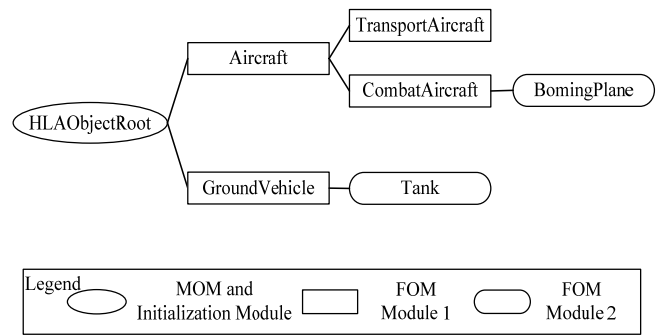 TransportAircraft
Aircraft
CombatAircraft
BomingPlane
HLAObjectRoot
GroundVehicle
Tank
Legend
MOM and
Initialization Module
FOM
Module 1
FOM
Module 2